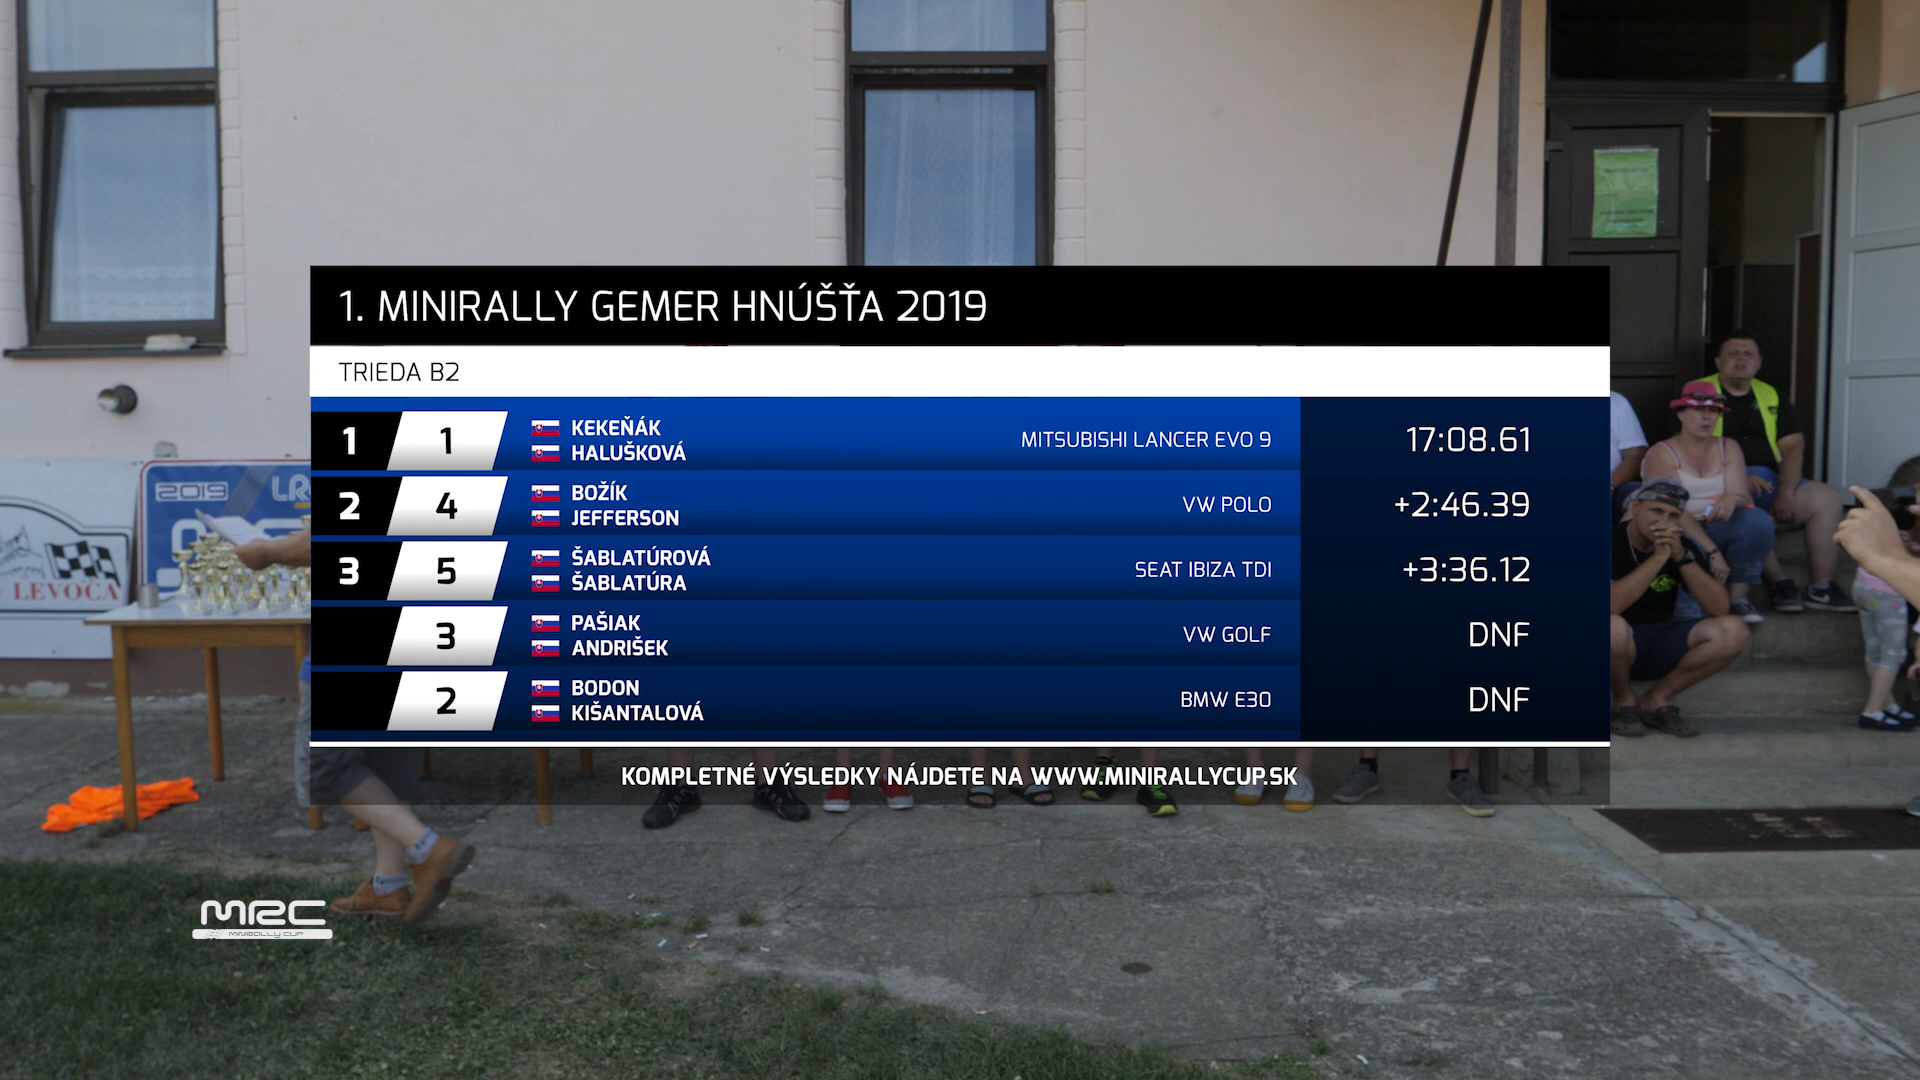 1. MINIRALLY GEMER HNÚŠŤA 2019
TRIEDA B2
1 1 KEKEŇÁK HALUŠKOVÁ MITSUBISHI LANCER EVO 9 17:08.61
2 4 BOŽÍK JEFFERSON VW POLO +2:46.39
3 5 ŠABLATÚROVÁ ŠABLATÚRA SEAT IBIZA TDI +3:36.12
3 PAŠIAK ANDRIŠEK VW GOLF DNF
2 BODON KIŠANTALOVÁ BMW E30 DNF
KOMPLETNÉ VÝSLEDKY NÁJDETE NA WWW.MINIRALLYCUP.SK
2019
LEVOČA
MRC
MINIRALLY CUP